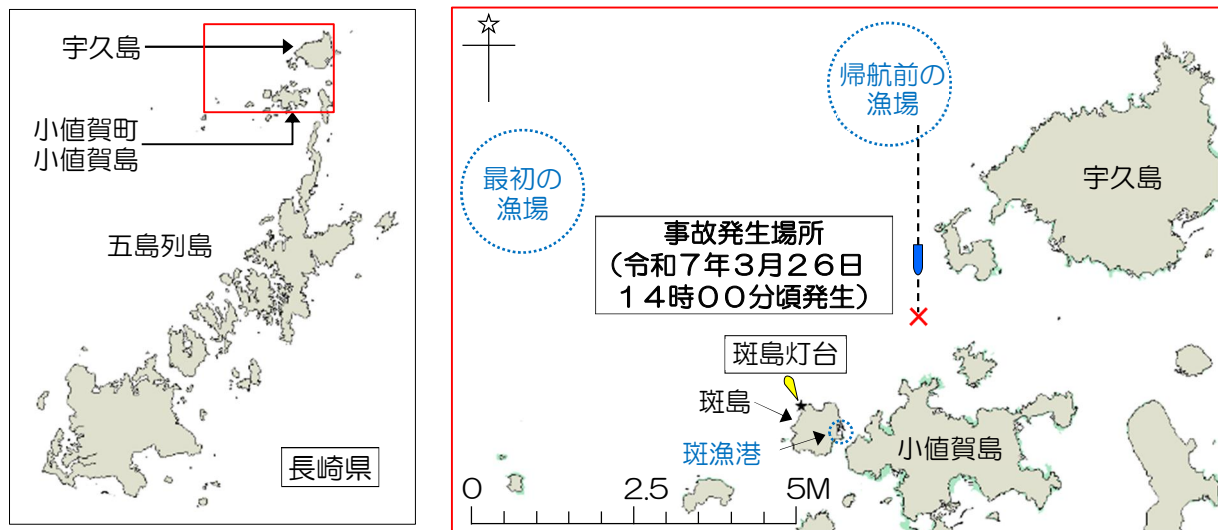 宇久島
小値賀町
小値賀島
五島列島
長崎県
帰航前の
漁場
最初の
漁場
宇久島
事故発生場所
(令和7年3月26日
14時00分頃発生)
斑島灯台
斑島
斑漁港
小値賀島
0 2.5 5M